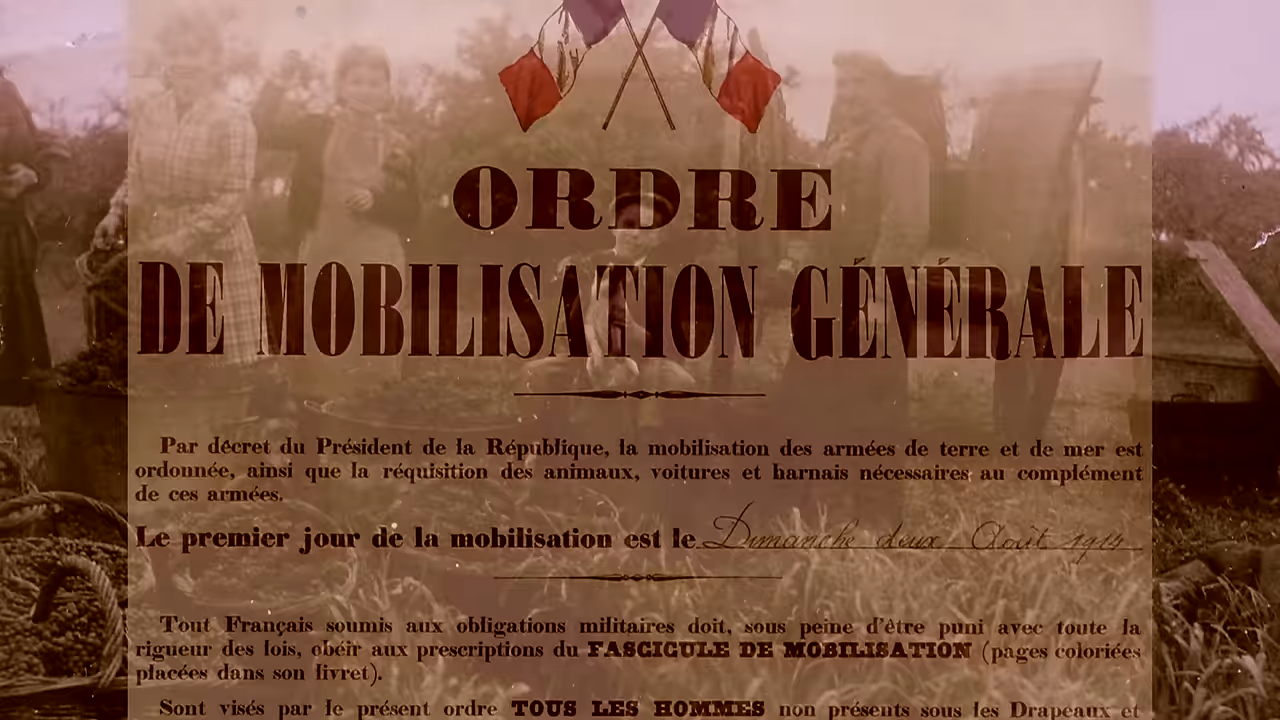 ORDRE
DE MOBILISATION GÉNÉRALE
Par décret du Président de la République, la mobilisation des armées de terre et de mer est
ordonnée, ainsi que la réquisition des animaux, voitures et harnais nécessaires au complément
de ces armées.
Le premier jour de la mobilisation est le Dimanche deux Août 1914
Tout Français soumis aux obligations militaires doit, sous peine d'être puni avec toute la
rigueur des lois, obéir aux prescriptions du FASCICULE DE MOBILISATION (pages coloriées
placées dans son livret).
Sont visés par le présent ordre TOUS LES HOMMES non présents sous les Drapeaux et